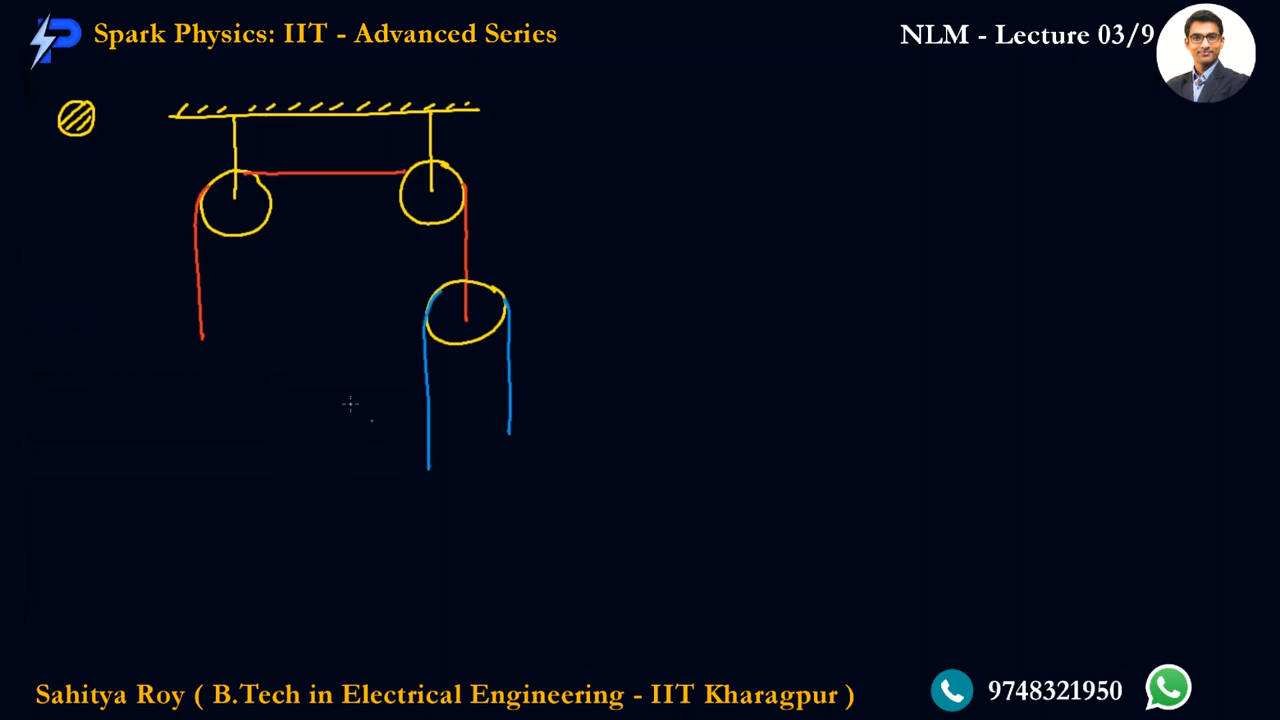 Spark Physics: IIT - Advanced Series
NLM - Lecture 03/9
Sahitya Roy ( B.Tech in Electrical Engineering - IIT Kharagpur )
9748321950